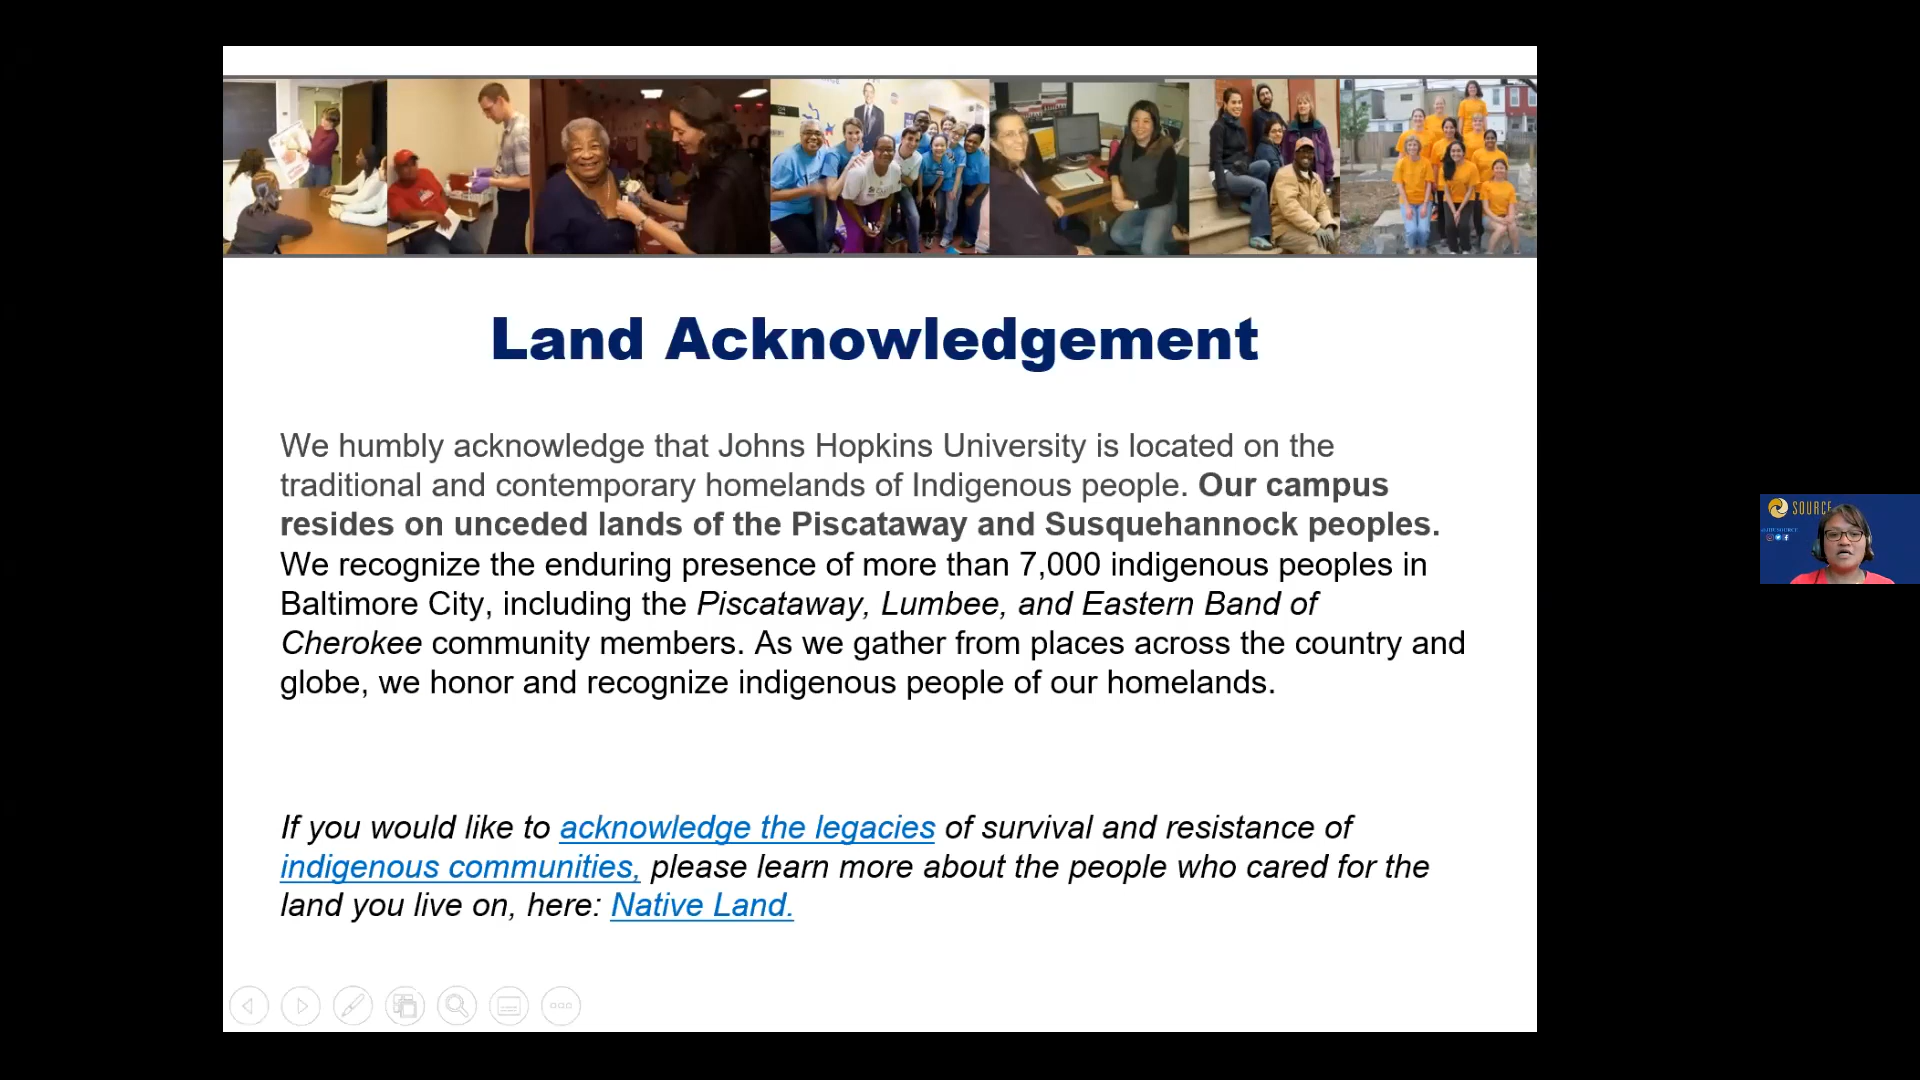 Land Acknowledgement
We humbly acknowledge that Johns Hopkins University is located on the
traditional and contemporary homelands of Indigenous people. Our campus
resides on unceded lands of the Piscataway and Susquehannock peoples.
We recognize the enduring presence of more than 7,000 indigenous peoples in
Baltimore City, including the Piscataway, Lumbee, and Eastern Band of
Cherokee community members. As we gather from places across the country and
globe, we honor and recognize indigenous people of our homelands.
If you would like to acknowledge the legacies of survival and resistance of
indigenous communities, please learn more about the people who cared for the
land you live on, here: Native Land.
SOURCE